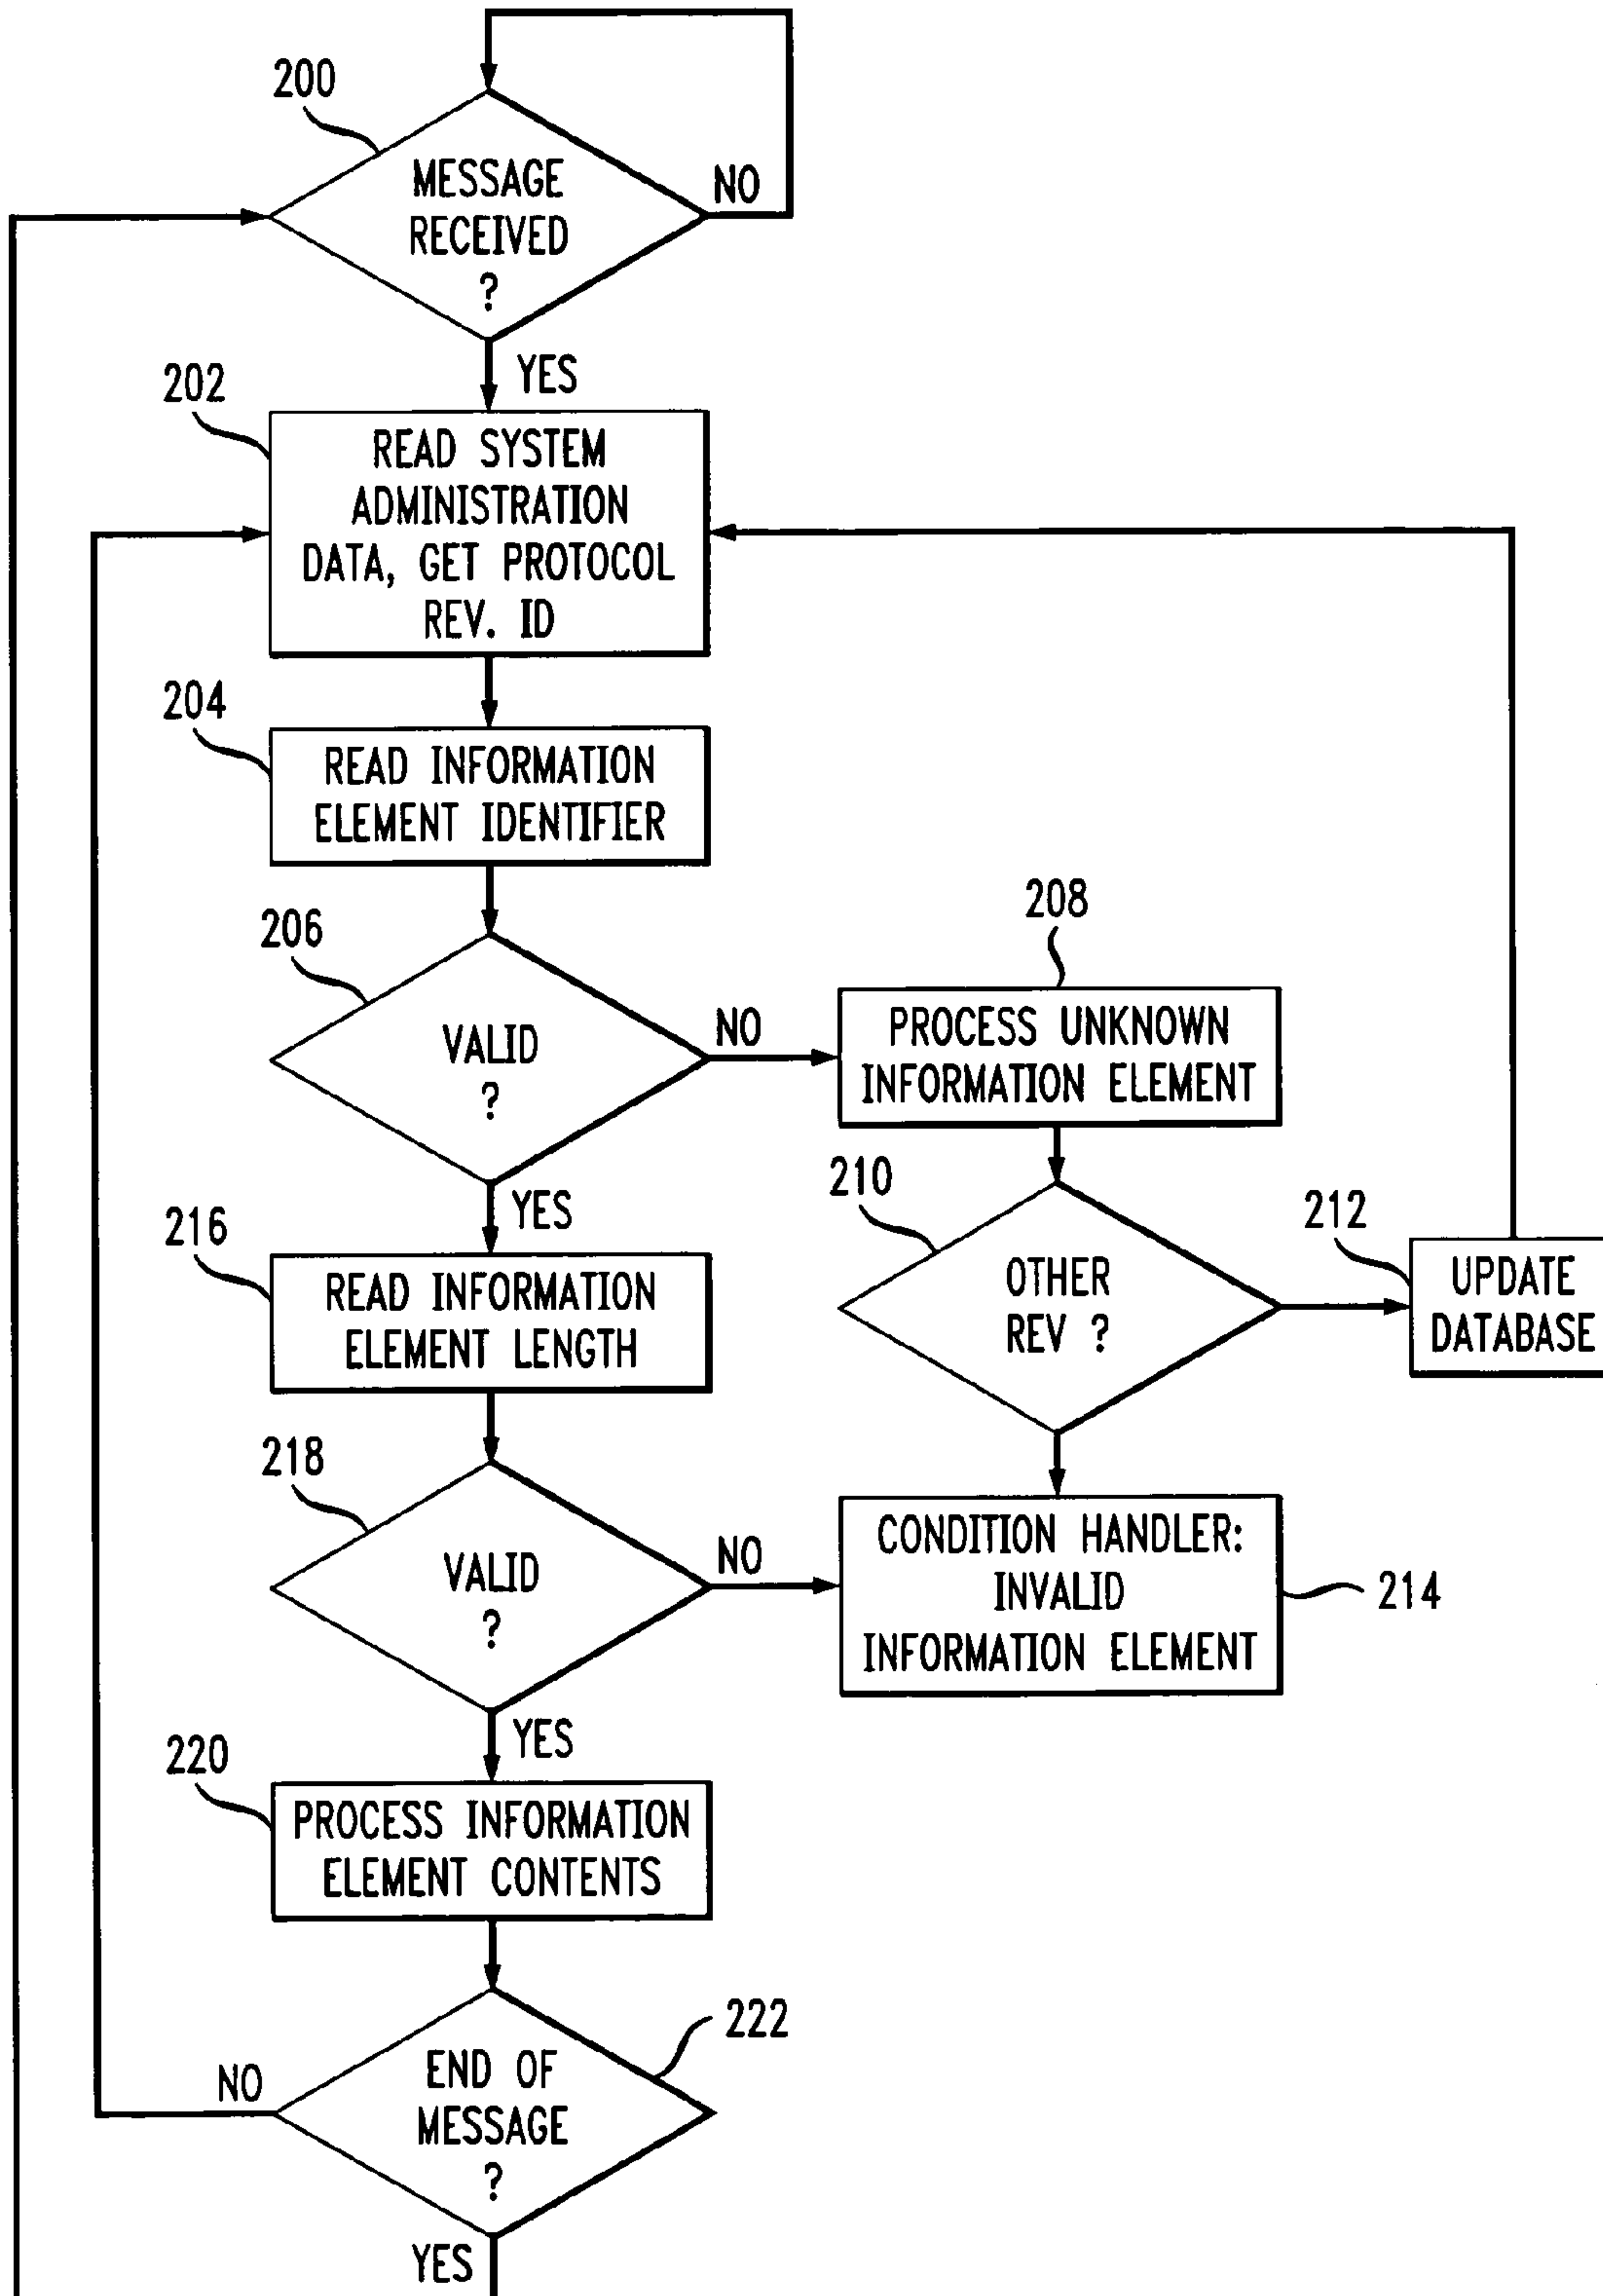 200
MESSAGE
RECEIVED
?
NO
YES
202
READ SYSTEM
ADMINISTRATION
DATA, GET PROTOCOL
REV. ID
204
READ INFORMATION
ELEMENT IDENTIFIER
206
VALID
?
NO
YES
208
PROCESS UNKNOWN
INFORMATION ELEMENT
210
OTHER
REV ?
212
UPDATE
DATABASE
216
READ INFORMATION
ELEMENT LENGTH
218
VALID
?
NO
YES
CONDITION HANDLER:
INVALID
INFORMATION ELEMENT
214
220
PROCESS INFORMATION
ELEMENT CONTENTS
222
END OF
MESSAGE
?
NO
YES